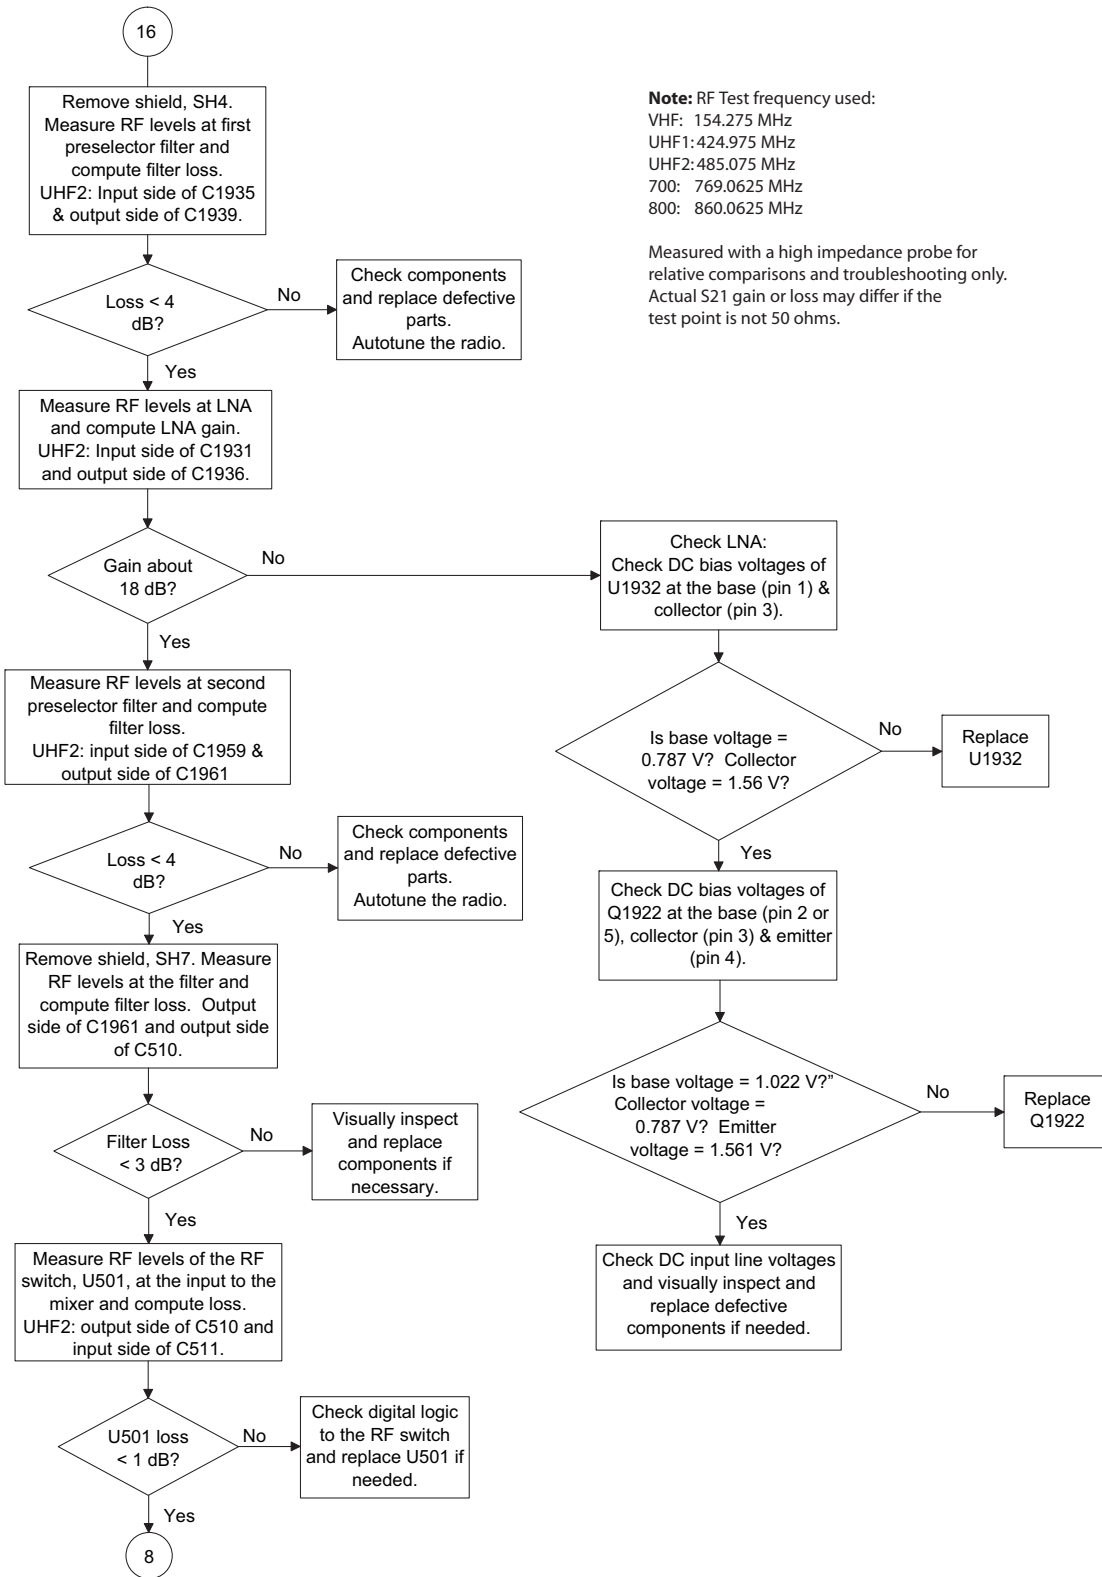 16
Remove shield, SH4.
Measure RF levels at first
preselector filter and
compute filter loss.
UHF2: Input side of C1935
& output side of C1939.
Note: RF Test frequency used:
VHF: 154.275 MHz
UHF1: 424.975 MHz
UHF2: 485.075 MHz
700: 769.0625 MHz
800: 860.0625 MHz
Measured with a high impedance probe for
relative comparisons and troubleshooting only.
Actual S21 gain or loss may differ if the
test point is not 50 ohms.
Loss < 4
dB?
No
Check components
and replace defective
parts.
Autotune the radio.
Yes
Measure RF levels at LNA
and compute LNA gain.
UHF2: Input side of C1931
and output side of C1936.
Gain about
18 dB?
No
Check LNA:
Check DC bias voltages of
U1932 at the base (pin 1) &
collector (pin 3).
Yes
Measure RF levels at second
preselector filter and compute
filter loss.
UHF2: input side of C1959 &
output side of C1961
Is base voltage =
0.787 V? Collector
voltage = 1.56 V?
No
Replace
U1932
Yes
Loss < 4
dB?
No
Check components
and replace defective
parts.
Autotune the radio.
Yes
Check DC bias voltages of
Q1922 at the base (pin 2 or
5), collector (pin 3) & emitter
(pin 4).
Remove shield, SH7. Measure
RF levels at the filter and
compute filter loss. Output
side of C1961 and output side
of C510.
Is base voltage = 1.022 V?”
Collector voltage =
0.787 V? Emitter
voltage = 1.561 V?
No
Replace
Q1922
Yes
Filter Loss
< 3 dB?
No
Visually inspect
and replace
components if
necessary.
Yes
Check DC input line voltages
and visually inspect and
replace defective
components if needed.
Measure RF levels of the RF
switch, U501, at the input to the
mixer and compute loss.
UHF2: output side of C510 and
input side of C511.
U501 loss
< 1 dB?
No
Check digital logic
to the RF switch
and replace U501 if
needed.
Yes
8